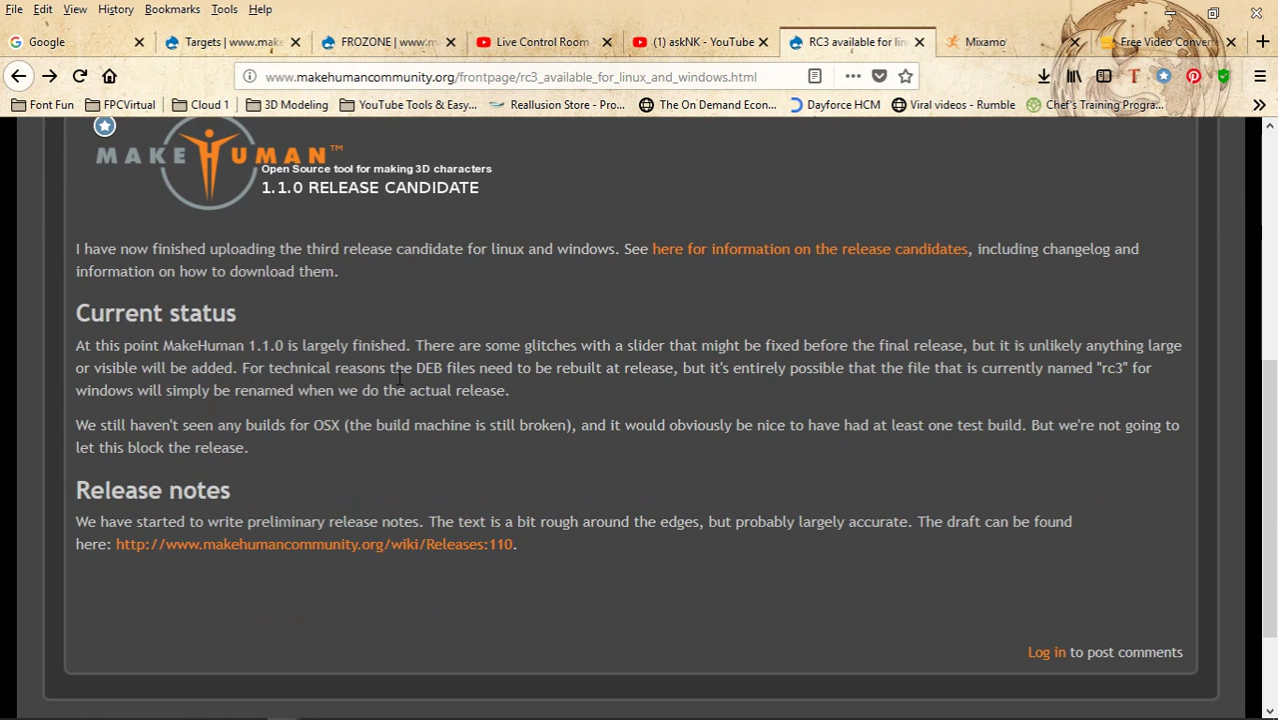 File Edit View History Bookmarks Tools Help
Google Targets | www.make FROZONE | www.m Live Control Room (1) askNK - YouTube RC3 available for lin Mixamo Free Video Convert
www.makehumancommunity.org/frontpage/rc3_available_for_linux_and_windows.html
Font Fun FPCVirtual Cloud 1 3D Modeling YouTube Tools & Easy... Reallusion Store - Pro... The On Demand Econ... Dayforce HCM Viral videos - Rumble Chef's Training Progra...
MAKEHUMAN™
Open Source tool for making 3D characters
1.1.0 RELEASE CANDIDATE
I have now finished uploading the third release candidate for linux and windows. See here for information on the release candidates, including changelog and
information on how to download them.
Current status
At this point MakeHuman 1.1.0 is largely finished. There are some glitches with a slider that might be fixed before the final release, but it is unlikely anything large
or visible will be added. For technical reasons the DEB files need to be rebuilt at release, but it's entirely possible that the file that is currently named "rc3" for
windows will simply be renamed when we do the actual release.
We still haven't seen any builds for OSX (the build machine is still broken), and it would obviously be nice to have had at least one test build. But we're not going to
let this block the release.
Release notes
We have started to write preliminary release notes. The text is a bit rough around the edges, but probably largely accurate. The draft can be found
here: http://www.makehumancommunity.org/wiki/Releases:110.
Log in to post comments